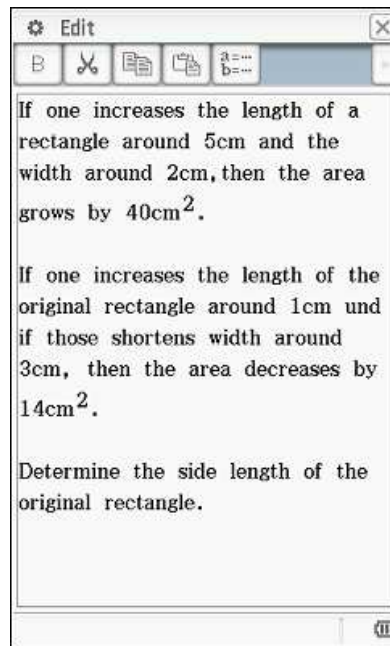 Edit
B
a=…
b=…
If one increases the length of a
rectangle around 5cm and the
width around 2cm,then the area
grows by 40cm².
If one increases the length of the
original rectangle around 1cm und
if those shortens width around
3cm, then the area decreases by
14cm².
Determine the side length of the
original rectangle.